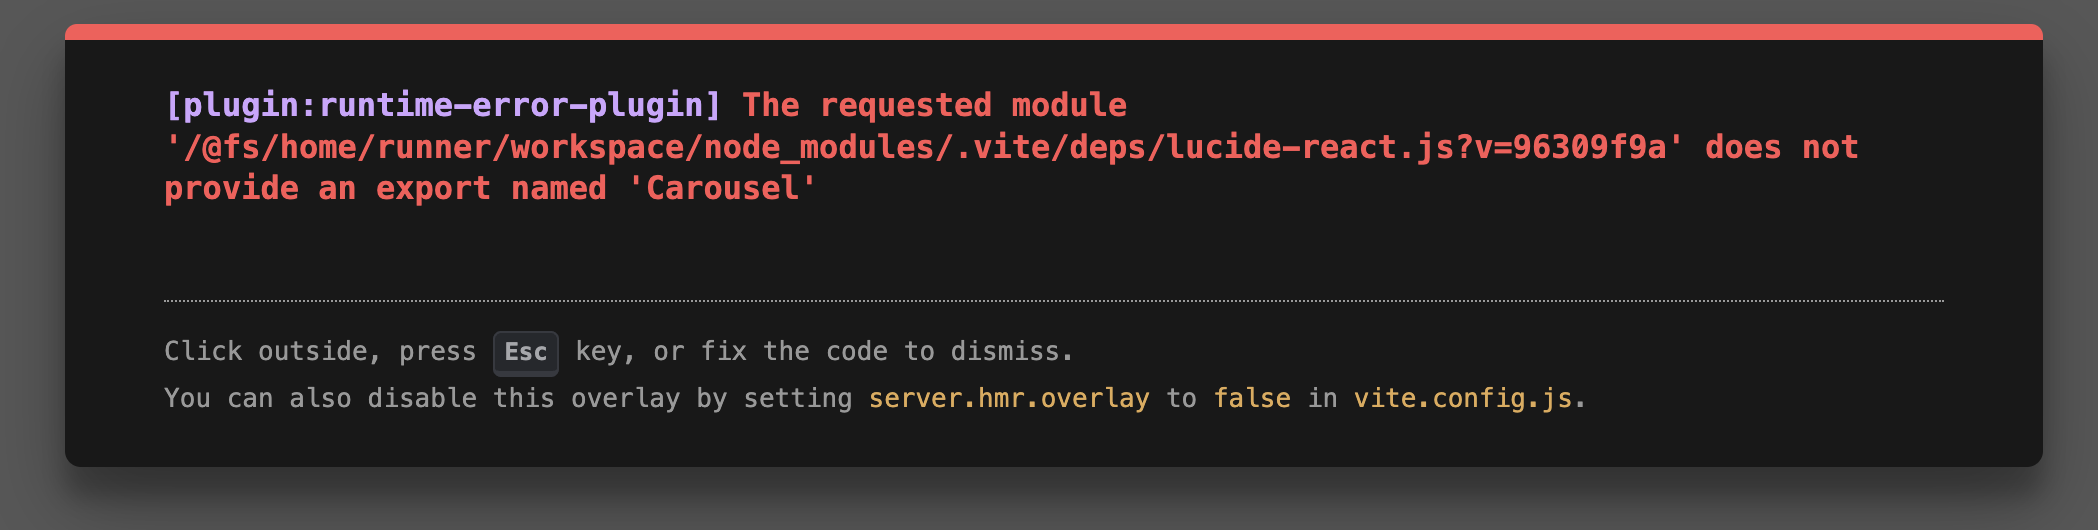 [plugin:runtime-error-plugin] The requested module
'/@fs/home/runner/workspace/node_modules/.vite/deps/lucide-react.js?v=96309f9a' does not
provide an export named 'Carousel'
Click outside, press Esc key, or fix the code to dismiss.
You can also disable this overlay by setting server.hmr.overlay to false in vite.config.js.